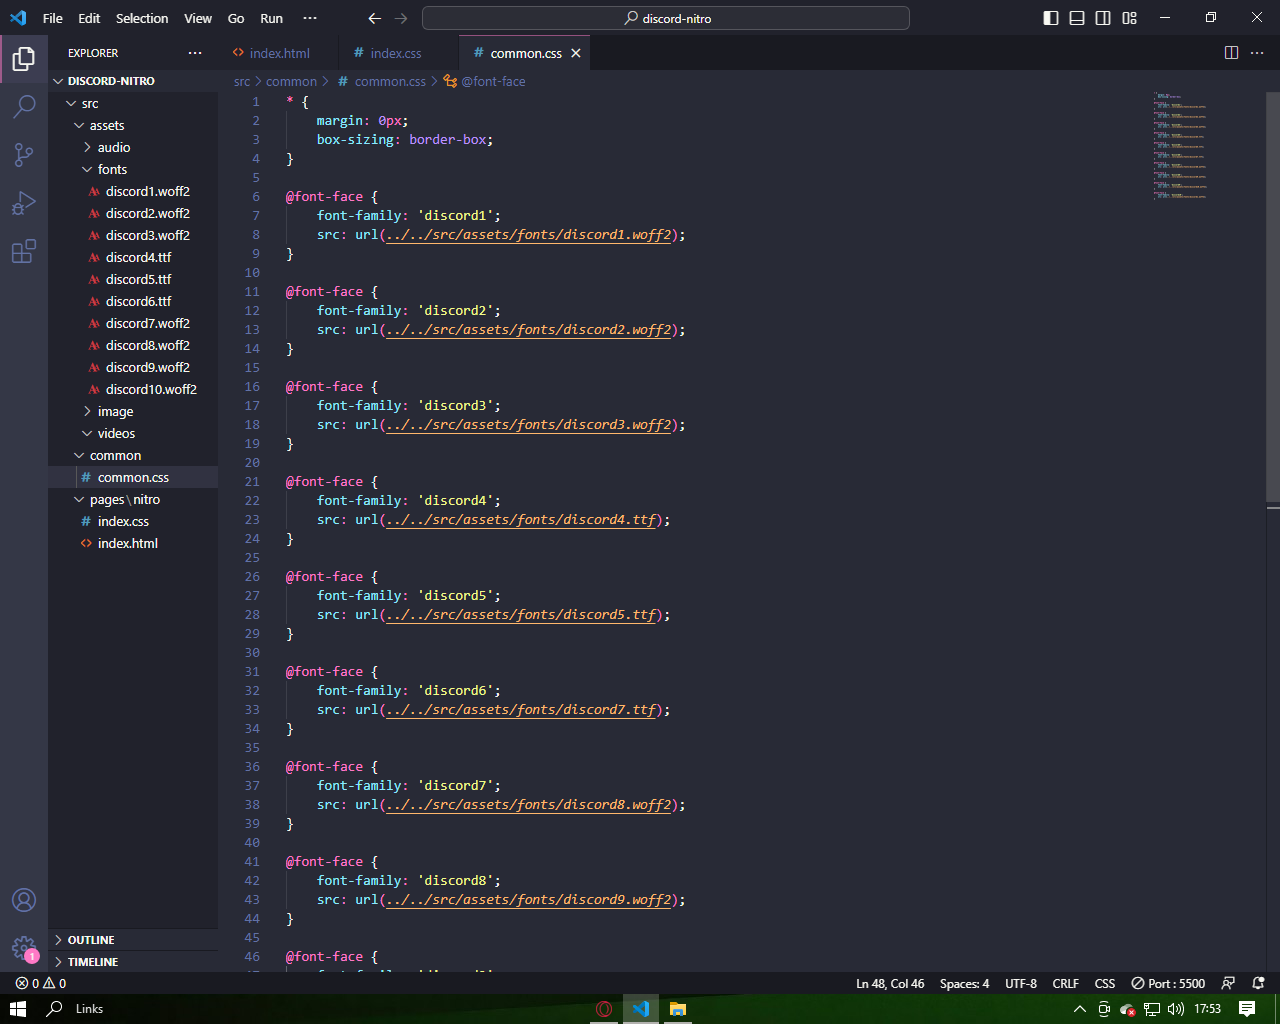 File Edit Selection View Go Run ··· discord-nitro
EXPLORER ···
index.html # index.css # common.css
DISCORD-NITRO
src > common > # common.css > @font-face
src
assets
audio
fonts
discord1.woff2
discord2.woff2
discord3.woff2
discord4.ttf
discord5.ttf
discord6.ttf
discord7.woff2
discord8.woff2
discord9.woff2
discord10.woff2
image
videos
common
# common.css
pages\nitro
# index.css
index.html
OUTLINE
TIMELINE
1 * {
2 margin: 0px;
3 box-sizing: border-box;
4 }
5
6 @font-face {
7 font-family: 'discord1';
8 src: url(../../src/assets/fonts/discord1.woff2);
9 }
10
11 @font-face {
12 font-family: 'discord2';
13 src: url(../../src/assets/fonts/discord2.woff2);
14 }
15
16 @font-face {
17 font-family: 'discord3';
18 src: url(../../src/assets/fonts/discord3.woff2);
19 }
20
21 @font-face {
22 font-family: 'discord4';
23 src: url(../../src/assets/fonts/discord4.ttf);
24 }
25
26 @font-face {
27 font-family: 'discord5';
28 src: url(../../src/assets/fonts/discord5.ttf);
29 }
30
31 @font-face {
32 font-family: 'discord6';
33 src: url(../../src/assets/fonts/discord7.ttf);
34 }
35
36 @font-face {
37 font-family: 'discord7';
38 src: url(../../src/assets/fonts/discord8.woff2);
39 }
40
41 @font-face {
42 font-family: 'discord8';
43 src: url(../../src/assets/fonts/discord9.woff2);
44 }
45
46 @font-face {
1
0 0 Ln 48, Col 46 Spaces: 4 UTF-8 CRLF CSS Port : 5500
Links 17:53